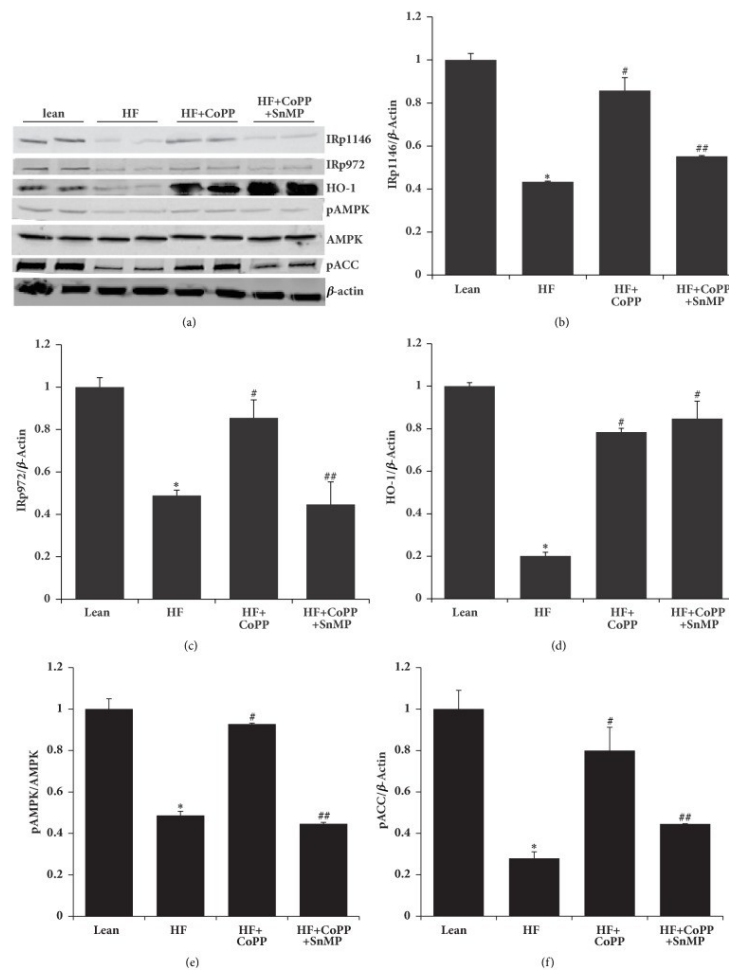 lean HF HF+CoPP HF+CoPP
+SnMP
IRp1146
IRp972
HO-1
pAMPK
AMPK
pACC
β-actin
(a)
1.2
1
0.8
0.6
0.4
0.2
0
IRp1146/β-Actin
#
##
*
Lean HF HF+ HF+CoPP
CoPP +SnMP
(b)
1.2
1
0.8
0.6
0.4
0.2
0
IRp972/β-Actin
#
*
##
Lean HF HF+ HF+CoPP
CoPP +SnMP
(c)
1.2
1
0.8
0.6
0.4
0.2
0
HO-1/β-Actin
#
#
*
Lean HF HF+ HF+CoPP
CoPP +SnMP
(d)
1.2
1
0.8
0.6
0.4
0.2
0
pAMPK/AMPK
#
*
##
Lean HF HF+ HF+CoPP
CoPP +SnMP
(e)
1.2
1
0.8
0.6
0.4
0.2
0
pACC/β-Actin
#
##
*
Lean HF HF+ HF+CoPP
CoPP +SnMP
(f)